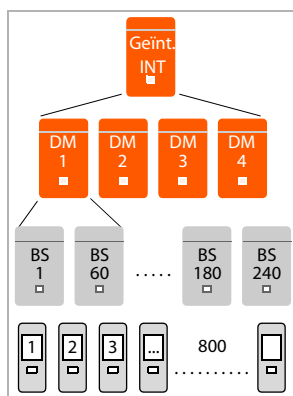 Geïnt.
INT
DM DM DM DM
1 2 3 4
BS BS BS BS
1 60 ..... 180 240
1 2 3 ... 800 ..........